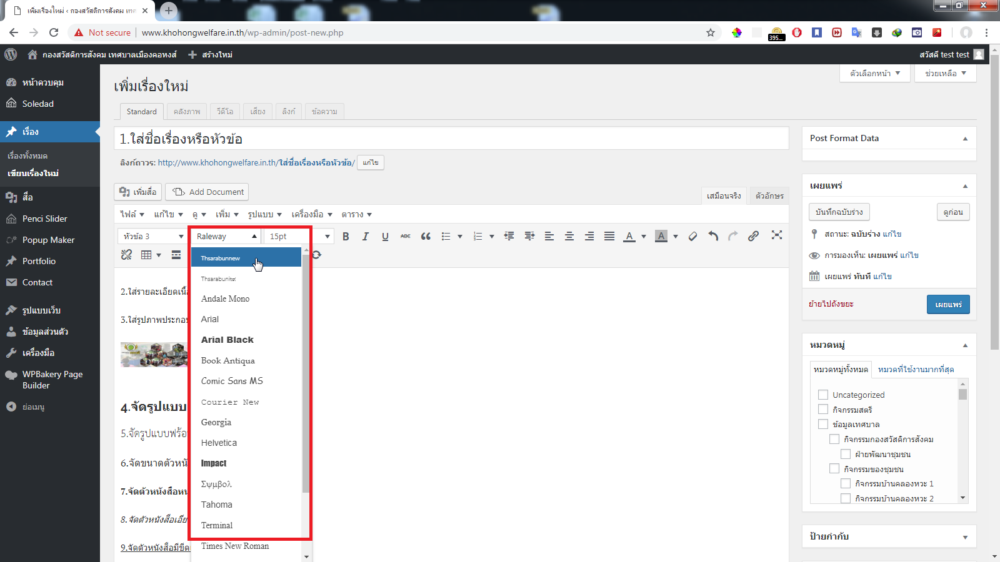 เพิ่มเรื่องใหม่ ‹ กองสวัสดิการสังคม เทศ
Not secure | www.khohongwelfare.in.th/wp-admin/post-new.php
395...
กองสวัสดิการสังคม เทศบาลเมืองคอหงส์
สร้างใหม่
สวัสดี test test
หน้าควบคุม
Soledad
เรื่อง
เรื่องทั้งหมด
เขียนเรื่องใหม่
สื่อ
Penci Slider
Popup Maker
Portfolio
Contact
รูปแบบเว็บ
ข้อมูลส่วนตัว
เครื่องมือ
WPBakery Page
Builder
ย่อเมนู
ตัวเลือกหน้า
ช่วยเหลือ
เพิ่มเรื่องใหม่
Standard
คลังภาพ
วีดีโอ
เสียง
ลิงก์
ข้อความ
1.ใส่ชื่อเรื่องหรือหัวข้อ
ลิงก์ถาวร: http://www.khohongwelfare.in.th/ใส่ชื่อเรื่องหรือหัวข้อ/ แก้ไข
เพิ่มสื่อ
Add Document
เสมือนจริง
ตัวอักษร
ไฟล์ แก้ไข ดู เพิ่ม รูปแบบ เครื่องมือ ตาราง
หัวข้อ 3
Raleway
15pt
B I U ABC
A A
Thsarabunnew
Andale Mono
Arial
Arial Black
Book Antiqua
Comic Sans MS
Courier New
Georgia
Helvetica
Impact
Σψμβολ
Tahoma
Terminal
Times New Roman
2.ใส่รายละเอียดเนื้
3.ใส่รูปภาพประกอบ
4.จัดรูปแบบ
5.จัดรูปแบบฟร้อ
6.จัดขนาดตัวหนั
7.จัดตัวหนังสือหน
8.จัดตัวหนังสือเอีย
9.จัดตัวหนังสือมีขีด
Post Format Data
เผยแพร่
บันทึกฉบับร่าง
ดูก่อน
สถานะ: ฉบับร่าง แก้ไข
การมองเห็น: เผยแพร่ แก้ไข
เผยแพร่ ทันที แก้ไข
ย้ายไปถังขยะ
เผยแพร่
หมวดหมู่
หมวดหมู่ทั้งหมด
หมวดที่ใช้งานมากที่สุด
Uncategorized
กิจกรรมสตรี
ข้อมูลเทศบาล
กิจกรรมกองสวัสดิการสังคม
ฝ่ายพัฒนาชุมชน
กิจกรรมของชุมชน
กิจกรรมบ้านคลองหวะ 1
กิจกรรมบ้านคลองหวะ 2
ป้ายกำกับ